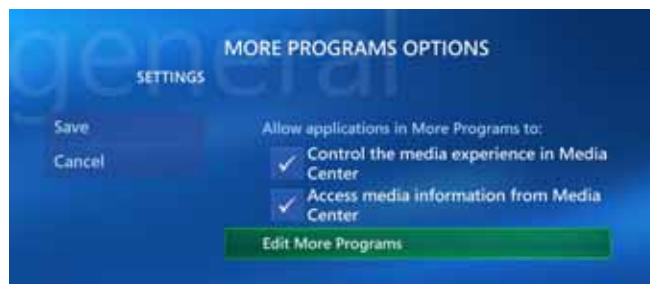 general
MORE PROGRAMS OPTIONS
SETTINGS
Save
Cancel
Allow applications in More Programs to:
Control the media experience in Media
Center
Access media information from Media
Center
Edit More Programs